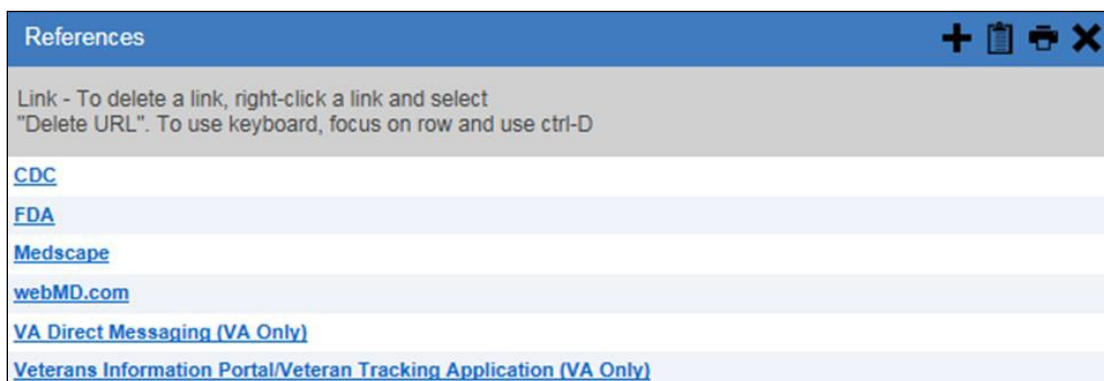 References
Link - To delete a link, right-click a link and select
"Delete URL". To use keyboard, focus on row and use ctrl-D
CDC
FDA
Medscape
webMD.com
VA Direct Messaging (VA Only)
Veterans Information Portal/Veteran Tracking Application (VA Only)